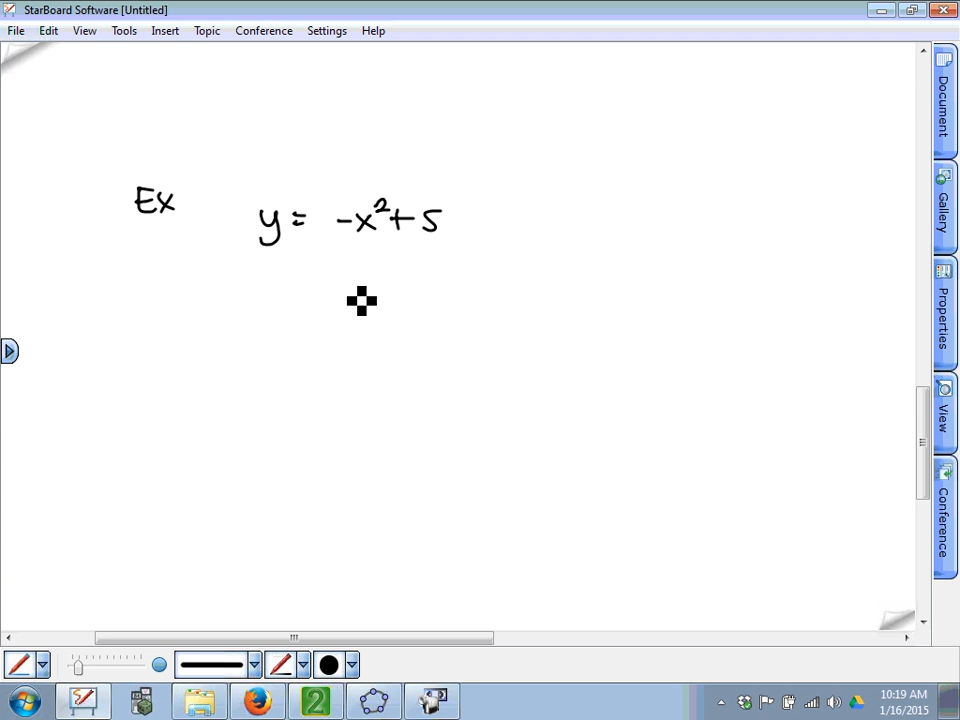 StarBoard Software [Untitled]
File Edit View Tools Insert Topic Conference Settings Help
Ex y = -x²+5
Document
Gallery
Properties
View
Conference
10:19 AM
1/16/2015